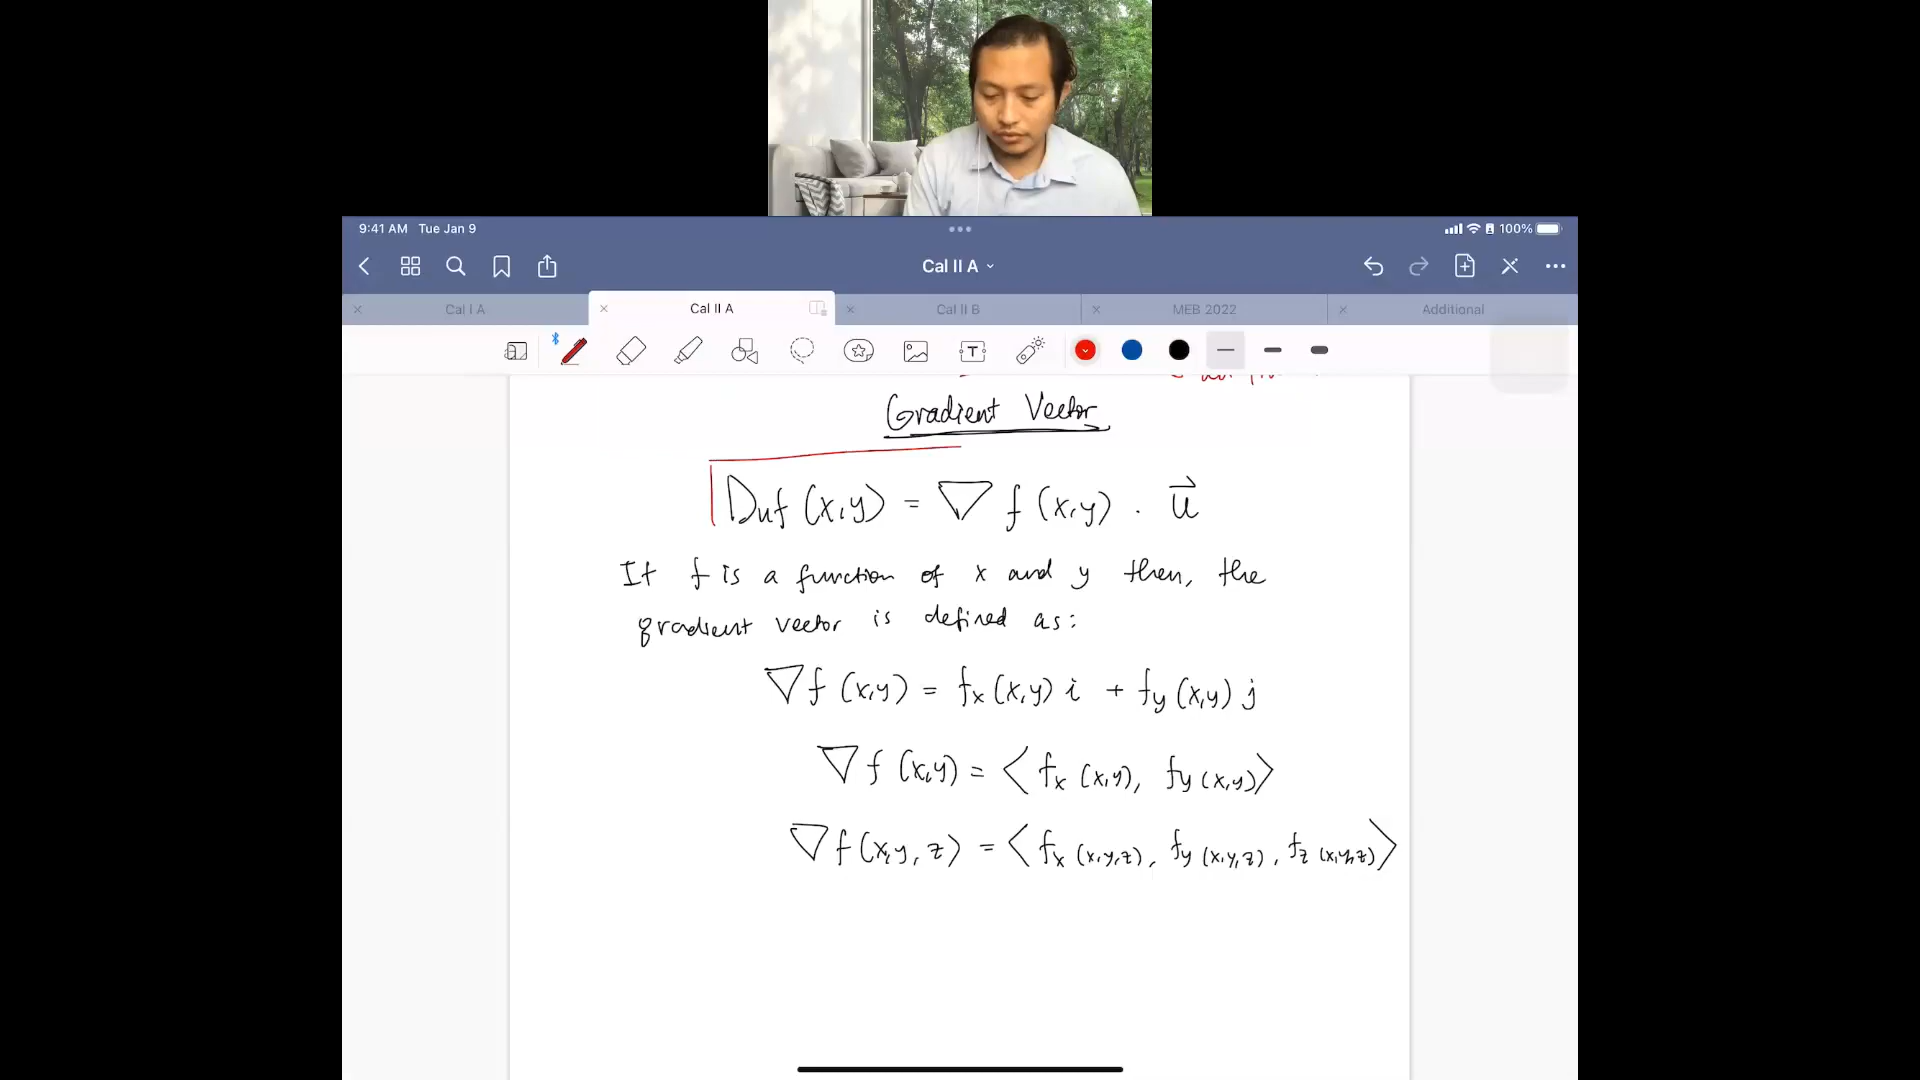 9:41 AM Tue Jan 9
100%
Cal II A
Cal I A
Cal II A
Cal II B
MEB 2022
Additional
T
Gradient Vector
Duf (x,y) = ▽ f (x,y) · u⃗
If f is a function of x and y then, the
gradient vector is defined as:
▽f (x,y) = fx (x,y) i + fy (x,y) j
▽f (x,y) = ⟨fx (x,y), fy (x,y)⟩
▽f (x,y,z) = ⟨fx (x,y,z), fy (x,y,z), fz (x,y,z)⟩